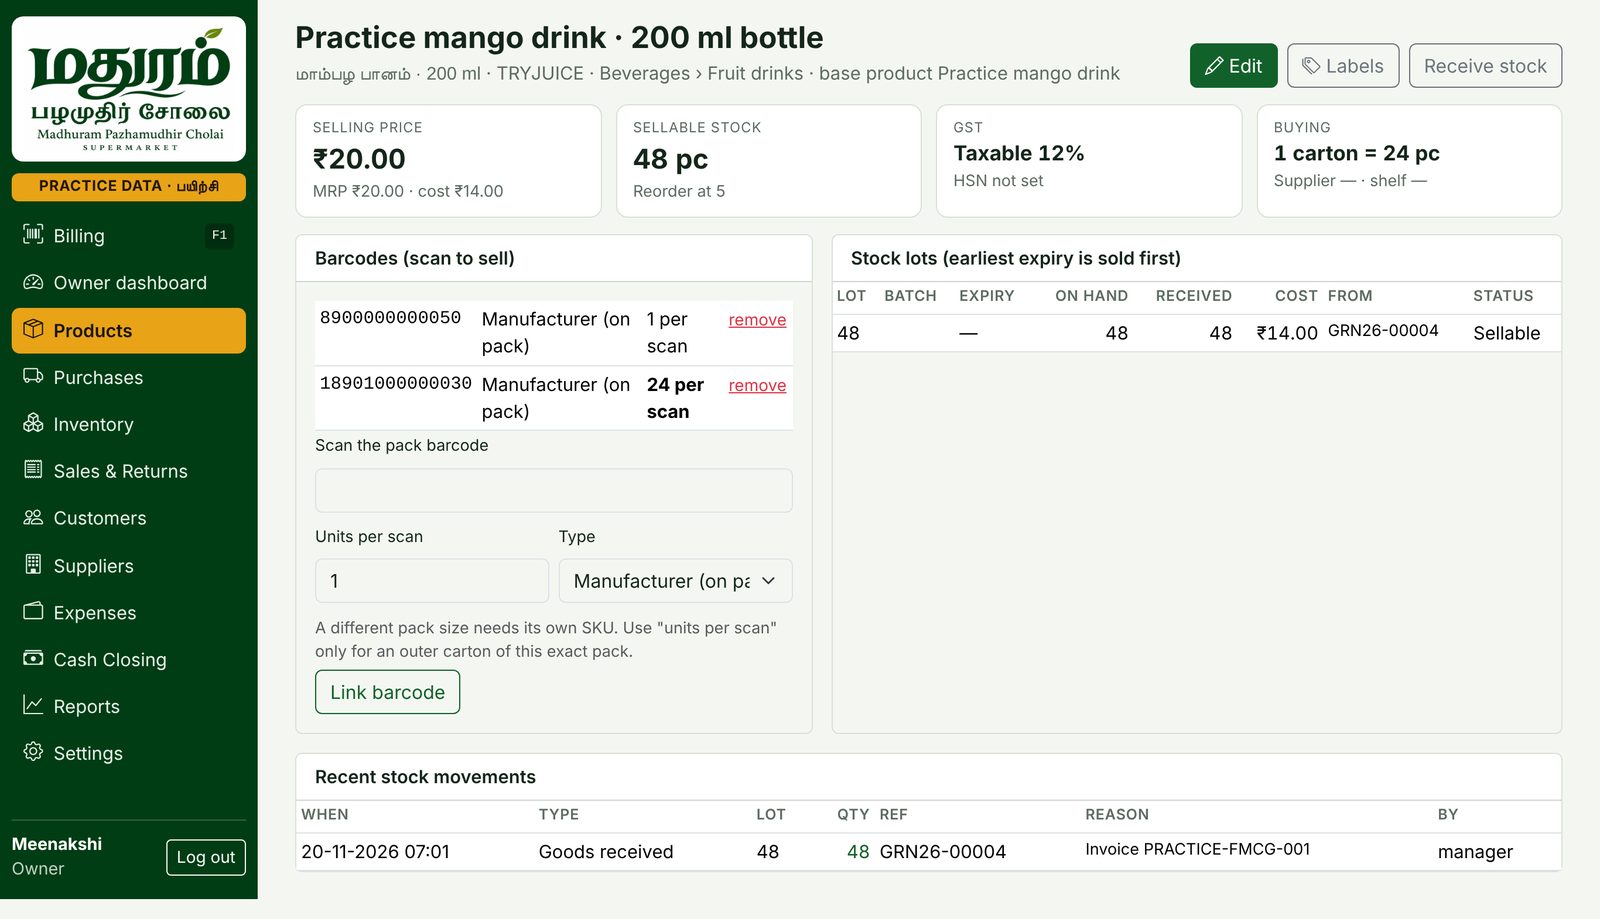 மதுரம்
பழமுதிர் சோலை
Madhuram Pazhamudhir Cholai
SUPERMARKET
PRACTICE DATA · பயிற்சி
Billing F1
Owner dashboard
Products
Purchases
Inventory
Sales & Returns
Customers
Suppliers
Expenses
Cash Closing
Reports
Settings
Meenakshi
Owner
Log out
Practice mango drink · 200 ml bottle
மாம்பழ பானம் · 200 ml · TRYJUICE · Beverages › Fruit drinks · base product Practice mango drink
Edit
Labels
Receive stock
SELLING PRICE
₹20.00
MRP ₹20.00 · cost ₹14.00
SELLABLE STOCK
48 pc
Reorder at 5
GST
Taxable 12%
HSN not set
BUYING
1 carton = 24 pc
Supplier — · shelf —
Barcodes (scan to sell)
8900000000050 Manufacturer (on pack) 1 per scan remove
18901000000030 Manufacturer (on pack) 24 per scan remove
Scan the pack barcode
Units per scan Type
1 Manufacturer (on pa
A different pack size needs its own SKU. Use "units per scan"
only for an outer carton of this exact pack.
Link barcode
Stock lots (earliest expiry is sold first)
LOT BATCH EXPIRY ON HAND RECEIVED COST FROM STATUS
48 — 48 48 ₹14.00 GRN26-00004 Sellable
Recent stock movements
WHEN TYPE LOT QTY REF REASON BY
20-11-2026 07:01 Goods received 48 48 GRN26-00004 Invoice PRACTICE-FMCG-001 manager